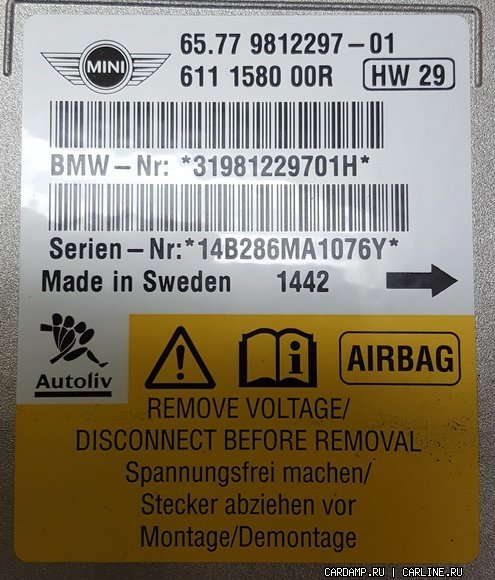 MINI
65.77 9812297-01
611 1580 00R HW 29
BMW-Nr: *31981229701H*
Serien-Nr:*14B286MA1076Y*
Made in Sweden 1442
Autoliv
AIRBAG
REMOVE VOLTAGE/
DISCONNECT BEFORE REMOVAL
Spannungsfrei machen/
Stecker abziehen vor
Montage/Demontage
CARDAMP.RU | CARLINE.RU